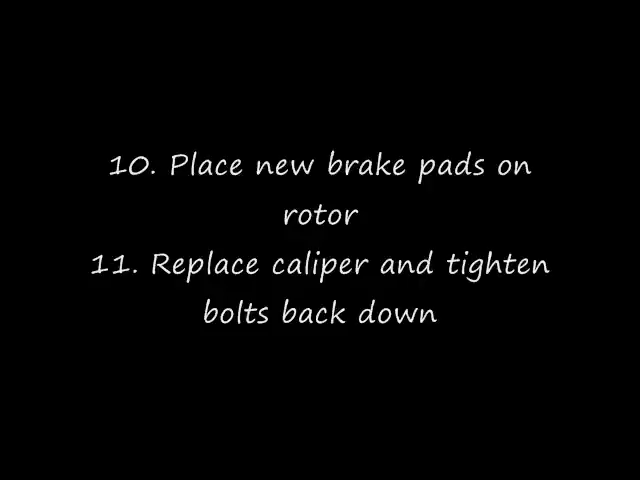 10. Place new brake pads on
rotor
11. Replace caliper and tighten
bolts back down